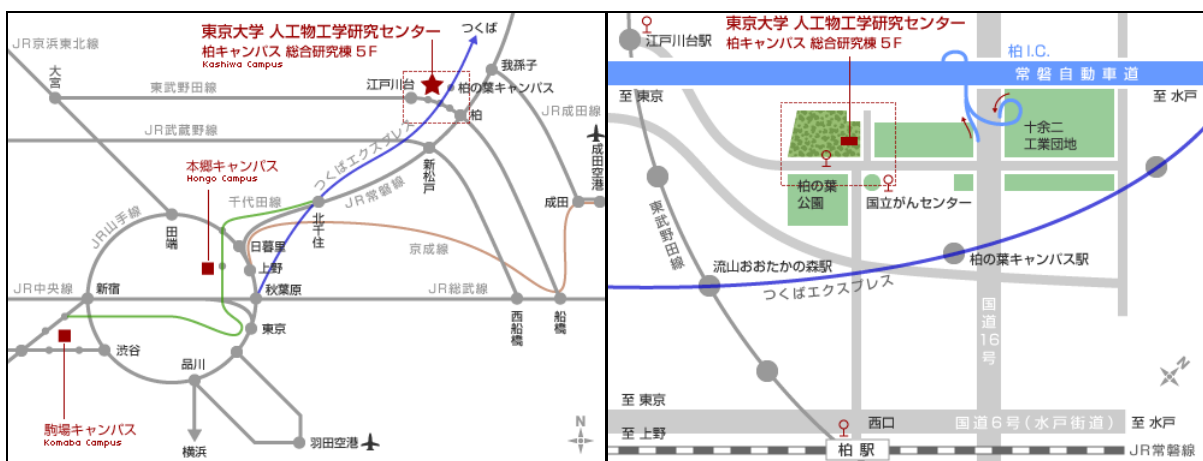 東京大学 人工物工学研究センター
柏キャンパス 総合研究棟 5F
Kashiwa Campus
つくば
JR京浜東北線
大宮
東武野田線
江戸川台
柏の葉キャンパス
我孫子
柏
JR成田線
JR武蔵野線
つくばエクスプレス
新松戸
成田空港
本郷キャンパス
Hongo Campus
千代田線
JR常磐線
北千住
成田
JR山手線
田端
日暮里
京成線
上野
JR中央線
新宿
秋葉原
JR総武線
東京
西船橋
船橋
渋谷
品川
駒場キャンパス
Komaba Campus
横浜
羽田空港
N
東京大学 人工物工学研究センター
柏キャンパス 総合研究棟 5F
江戸川台駅
柏 I.C.
常磐自動車道
至 東京
至 水戸
十余二
工業団地
柏の葉
公園
国立がんセンター
東武野田線
流山おおたかの森駅
柏の葉キャンパス駅
つくばエクスプレス
国道16号
N
至 東京
西口
国道6号(水戸街道)
至 水戸
至 上野
柏 駅
JR常磐線